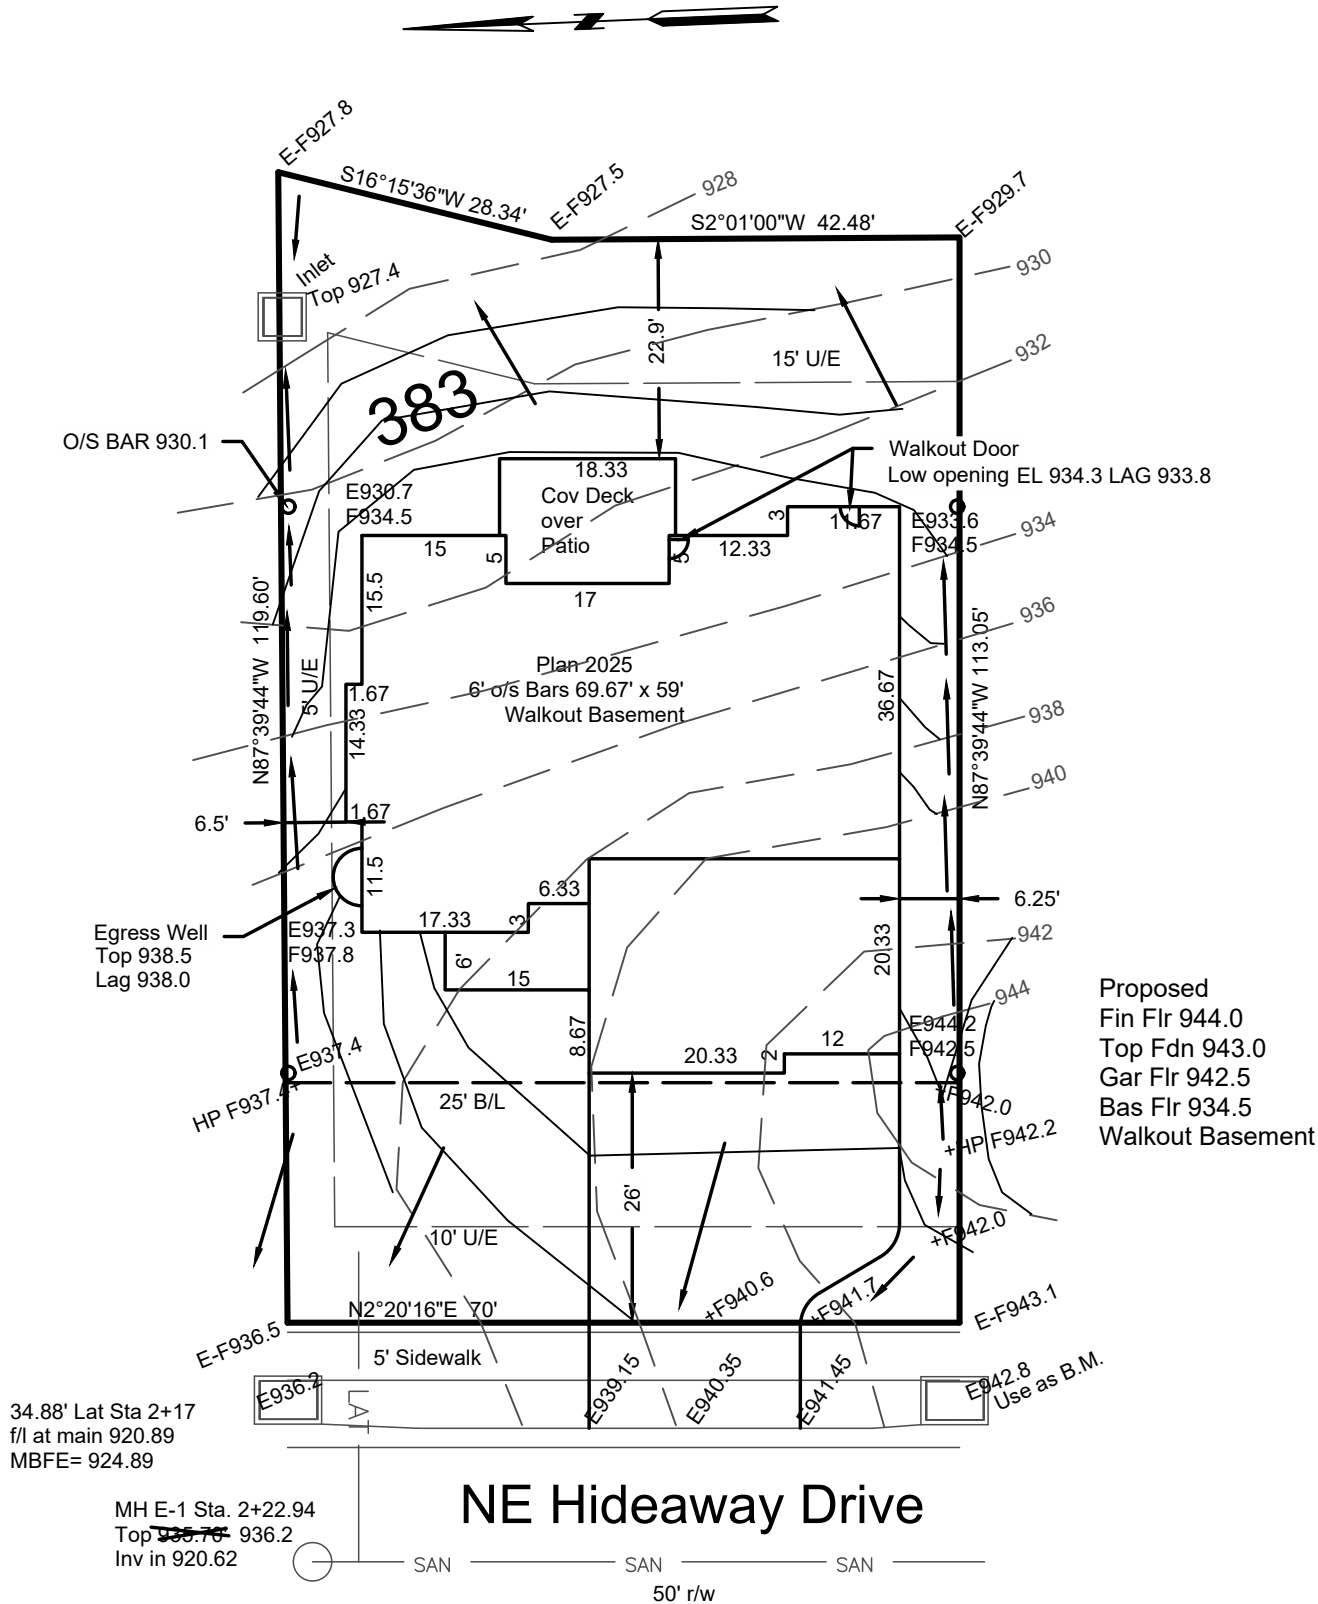 N
E-F927.8
S16°15'36"W 28.34'
E-F927.5
928
S2°01'00"W 42.48'
E-F929.7
Inlet
Top 927.4
930
22.9'
15' U/E
932
383
O/S BAR 930.1
Walkout Door
Low opening EL 934.3 LAG 933.8
18.33
Cov Deck
over
Patio
E930.7
F934.5
3
11.67
E933.6
F934.5
934
15
5
5
12.33
17
15.5
N87°39'44"W 119.60'
5' U/E
936
N87°39'44"W 113.05'
Plan 2025
6' o/s Bars 69.67' x 59'
Walkout Basement
1.67
14.33
36.67
938
940
1.67
6.5'
11.5
6.33
6.25'
17.33
3
Egress Well
Top 938.5
Lag 938.0
E937.3
F937.8
6'
15
20.33
942
944
Proposed
Fin Flr 944.0
Top Fdn 943.0
Gar Flr 942.5
Bas Flr 934.5
Walkout Basement
E944.2
F942.5
8.67
20.33
2
12
E937.4
HP F937.4+
25' B/L
+F942.0
+HP F942.2
26'
10' U/E
+F942.0
N2°20'16"E 70'
+F940.6
+F941.7
E-F943.1
E-F936.5
5' Sidewalk
E936.2
E939.15
E940.35
E941.45
E942.8
Use as B.M.
LAT
34.88' Lat Sta 2+17
f/l at main 920.89
MBFE= 924.89
NE Hideaway Drive
MH E-1 Sta. 2+22.94
Top 935.70' 936.2
Inv in 920.62
SAN
SAN
SAN
50' r/w